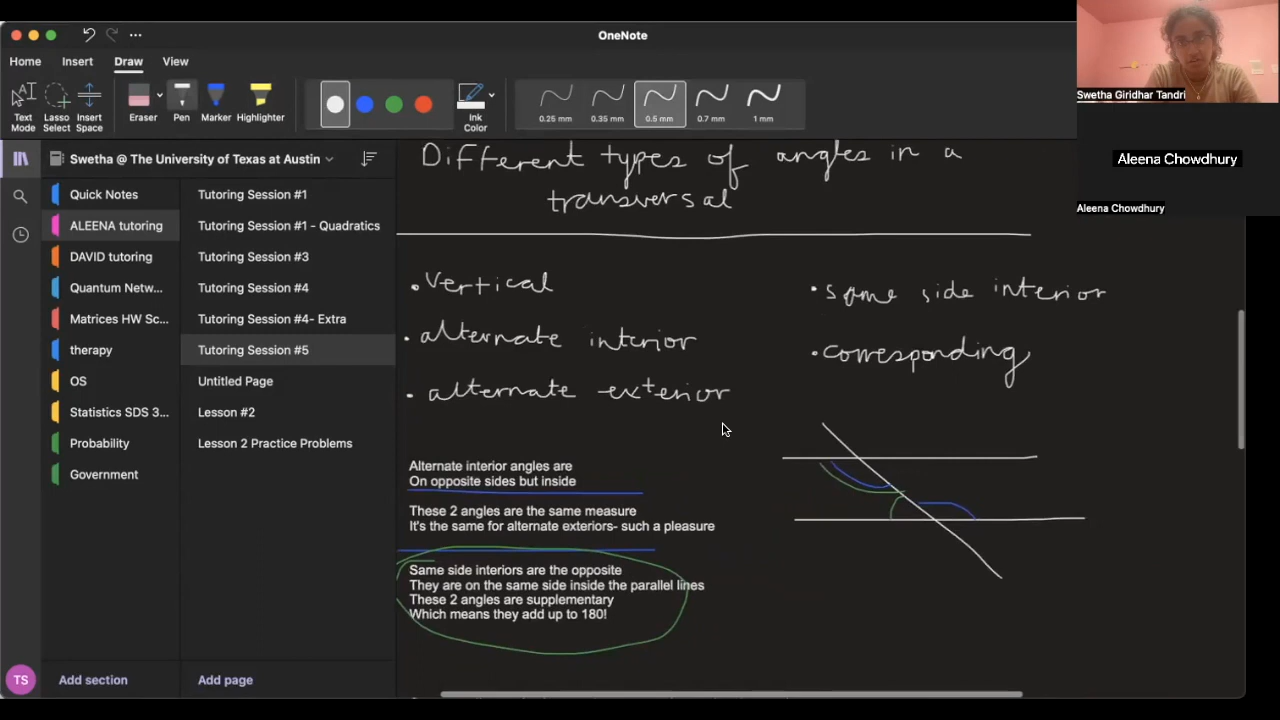 OneNote
Home Insert Draw View
Text Mode
Lasso Select
Insert Space
Eraser
Pen
Marker
Highlighter
Ink Color
0.25 mm
0.35 mm
0.5 mm
0.7 mm
1 mm
Swetha Giridhar Tandri
Aleena Chowdhury
Aleena Chowdhury
Swetha @ The University of Texas at Austin
Quick Notes
ALEENA tutoring
DAVID tutoring
Quantum Netw...
Matrices HW Sc...
therapy
OS
Statistics SDS 3...
Probability
Government
Tutoring Session #1
Tutoring Session #1 - Quadratics
Tutoring Session #3
Tutoring Session #4
Tutoring Session #4- Extra
Tutoring Session #5
Untitled Page
Lesson #2
Lesson 2 Practice Problems
Different types of angles in a
transversal
• Vertical
• alternate interior
• alternate exterior
• same side interior
• corresponding
Alternate interior angles are
On opposite sides but inside
These 2 angles are the same measure
It's the same for alternate exteriors- such a pleasure
Same side interiors are the opposite
They are on the same side inside the parallel lines
These 2 angles are supplementary
Which means they add up to 180!
TS
Add section
Add page